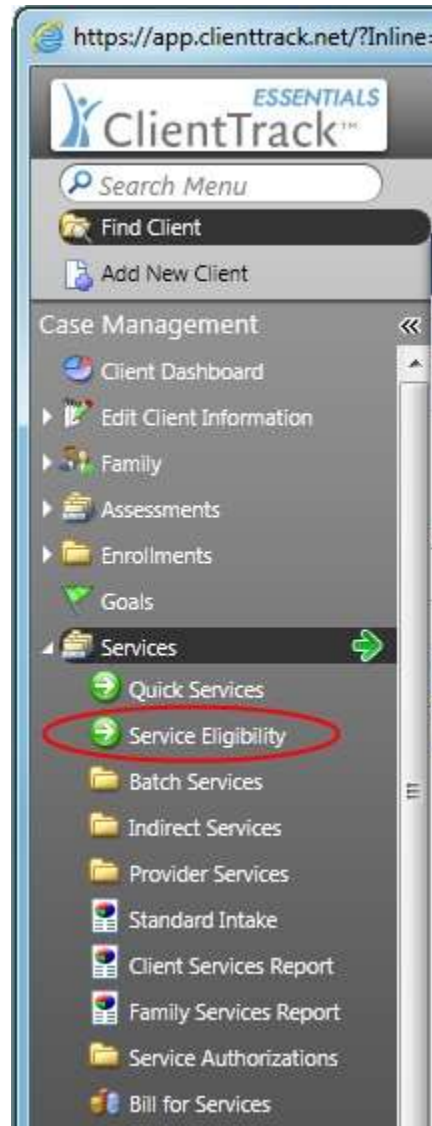 https://app.clienttrack.net/?Inline=
ESSENTIALS
ClientTrack™
Search Menu
Find Client
Add New Client
Case Management
Client Dashboard
Edit Client Information
Family
Assessments
Enrollments
Goals
Services
Quick Services
Service Eligibility
Batch Services
Indirect Services
Provider Services
Standard Intake
Client Services Report
Family Services Report
Service Authorizations
Bill for Services